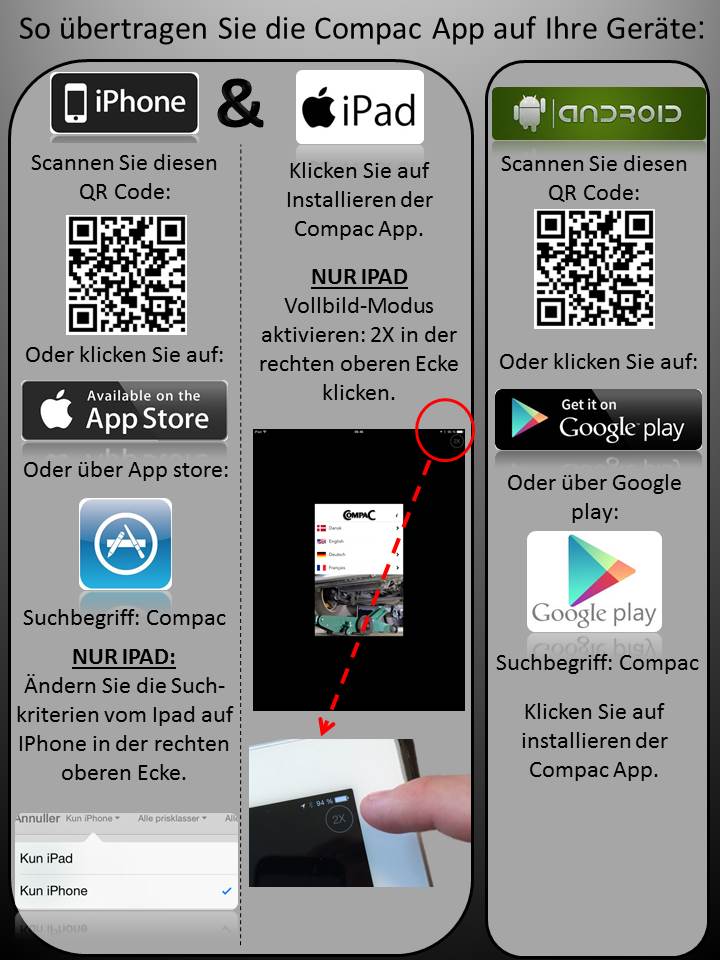 So übertragen Sie die Compac App auf Ihre Geräte:
iPhone
&
iPad
Scannen Sie diesen
QR Code:
Oder klicken Sie auf:
Available on the
App Store
Oder über App store:
Suchbegriff: Compac
NUR IPAD:
Ändern Sie die Such-
kriterien vom Ipad auf
IPhone in der rechten
oberen Ecke.
Annuller Kun iPhone Alle prisklasser
Kun iPad
Kun iPhone
Klicken Sie auf
Installieren der
Compac App.
NUR IPAD
Vollbild-Modus
aktivieren: 2X in der
rechten oberen Ecke
klicken.
iPad
2X
COMPAC
Dansk
English
Deutsch
Français
94 %
2X
ANDROID
Scannen Sie diesen
QR Code:
Oder klicken Sie auf:
Get it on
Google play
Oder über Google
play:
Google play
Suchbegriff: Compac
Klicken Sie auf
installieren der
Compac App.